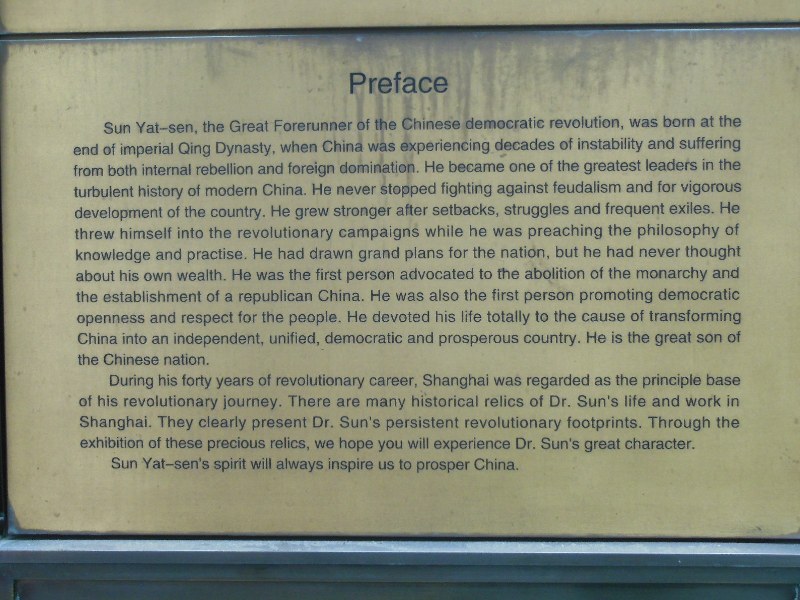 Preface
Sun Yat-sen, the Great Forerunner of the Chinese democratic revolution, was born at the
end of imperial Qing Dynasty, when China was experiencing decades of instability and suffering
from both internal rebellion and foreign domination. He became one of the greatest leaders in the
turbulent history of modern China. He never stopped fighting against feudalism and for vigorous
development of the country. He grew stronger after setbacks, struggles and frequent exiles. He
threw himself into the revolutionary campaigns while he was preaching the philosophy of
knowledge and practise. He had drawn grand plans for the nation, but he had never thought
about his own wealth. He was the first person advocated to the abolition of the monarchy and
the establishment of a republican China. He was also the first person promoting democratic
openness and respect for the people. He devoted his life totally to the cause of transforming
China into an independent, unified, democratic and prosperous country. He is the great son of
the Chinese nation.
During his forty years of revolutionary career, Shanghai was regarded as the principle base
of his revolutionary journey. There are many historical relics of Dr. Sun's life and work in
Shanghai. They clearly present Dr. Sun's persistent revolutionary footprints. Through the
exhibition of these precious relics, we hope you will experience Dr. Sun's great character.
Sun Yat-sen's spirit will always inspire us to prosper China.